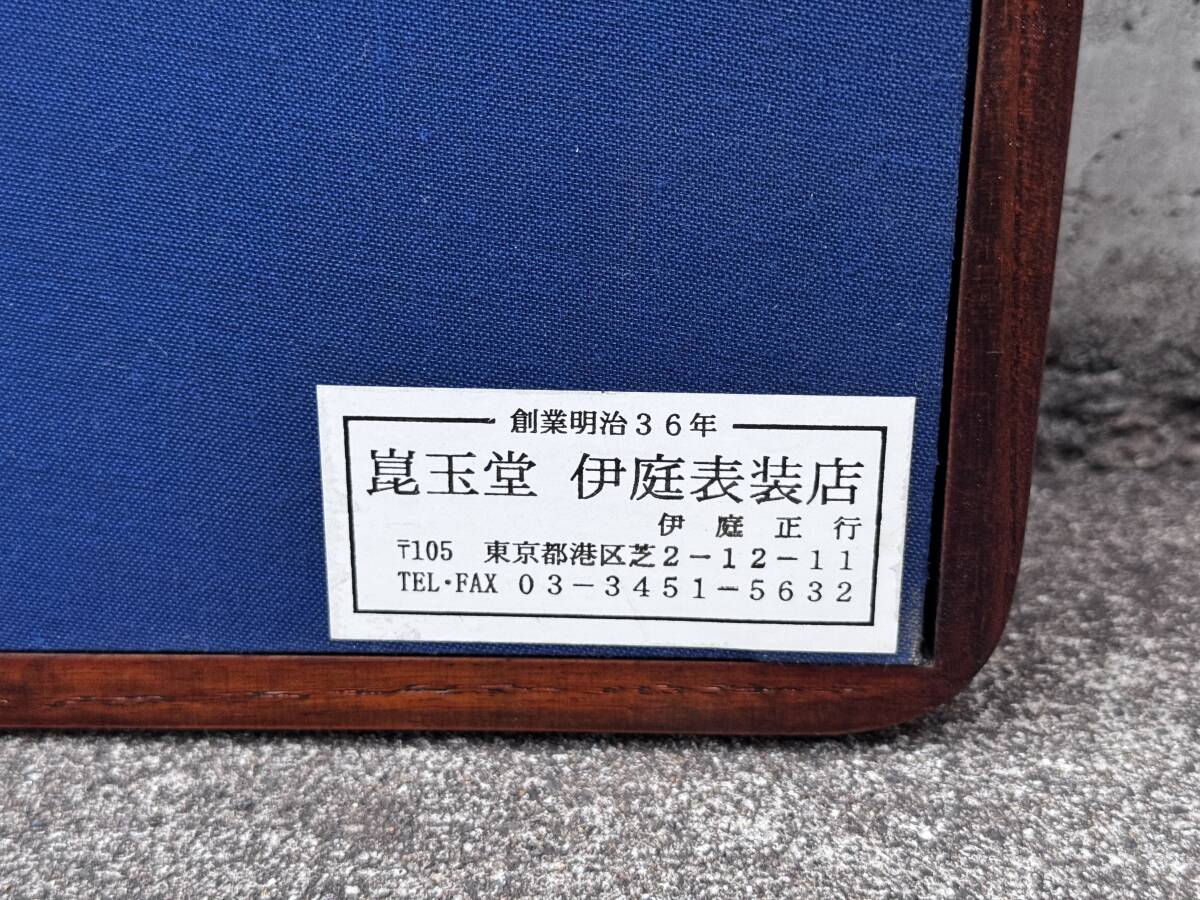 創業明治３６年
崑玉堂 伊庭表装店
伊庭正行
〒105 東京都港区芝２－１２－１１
TEL・FAX ０３－３４５１－５６３２